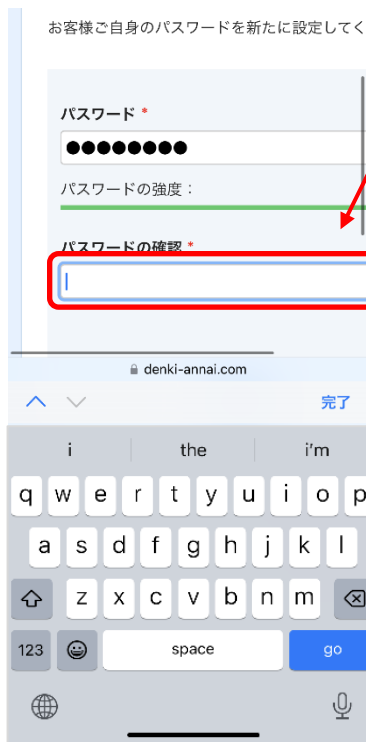 お客様ご自身のパスワードを新たに設定してく
パスワード *
●●●●●●●●
パスワードの強度：
パスワードの確認 *
denki-annai.com
完了
i the i'm
q w e r t y u i o p
a s d f g h j k l
z x c v b n m
123 space go